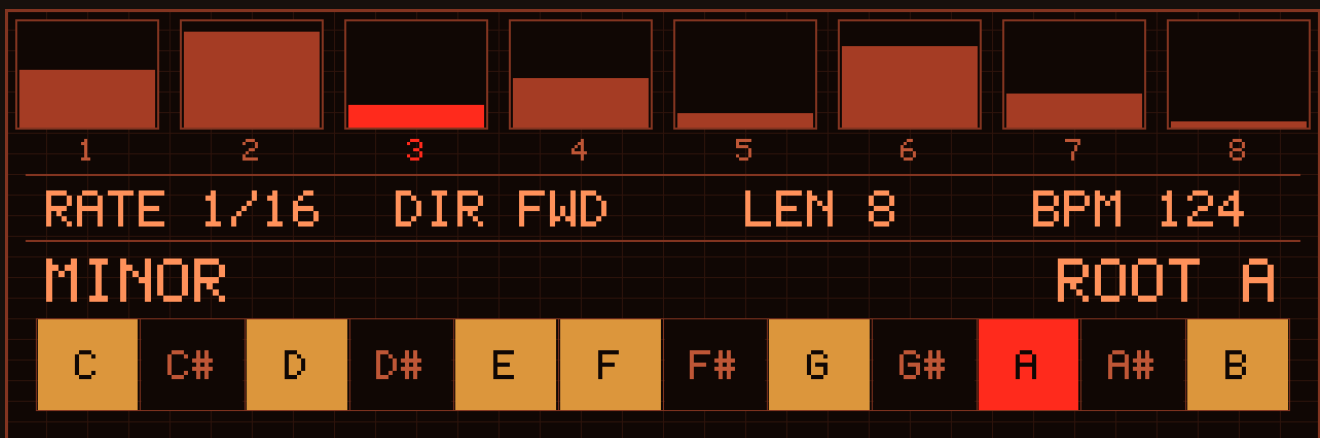 1 2 3 4 5 6 7 8
RATE 1/16 DIR FWD LEN 8 BPM 124
MINOR ROOT A
C C# D D# E F F# G G# A A# B